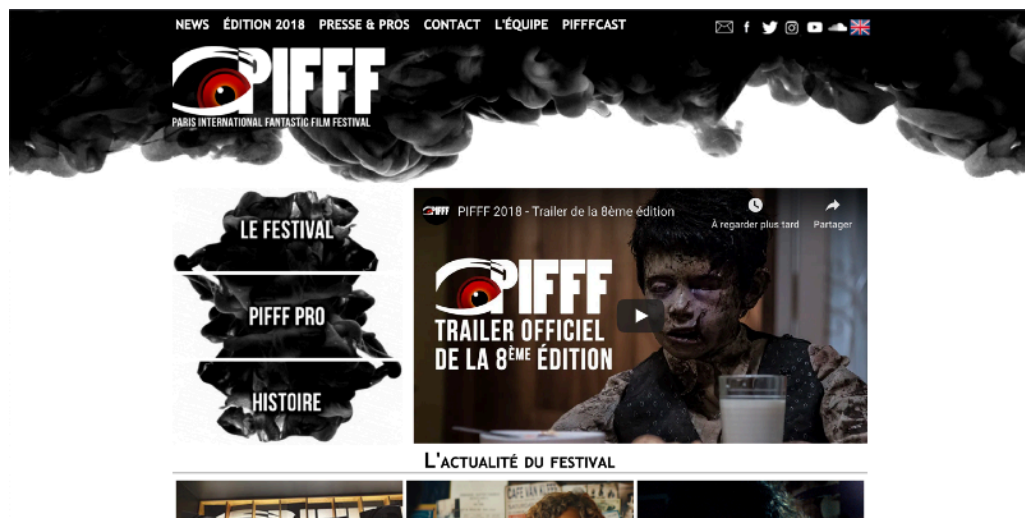 NEWS ÉDITION 2018 PRESSE & PROS CONTACT L'ÉQUIPE PIFFFCAST
PIFFF
PARIS INTERNATIONAL FANTASTIC FILM FESTIVAL
LE FESTIVAL
PIFFF PRO
HISTOIRE
PIFFF
PIFFF 2018 - Trailer de la 8ème édition
À regarder plus tard
Partager
PIFFF
TRAILER OFFICIEL
DE LA 8ÈME ÉDITION
L'ACTUALITÉ DU FESTIVAL